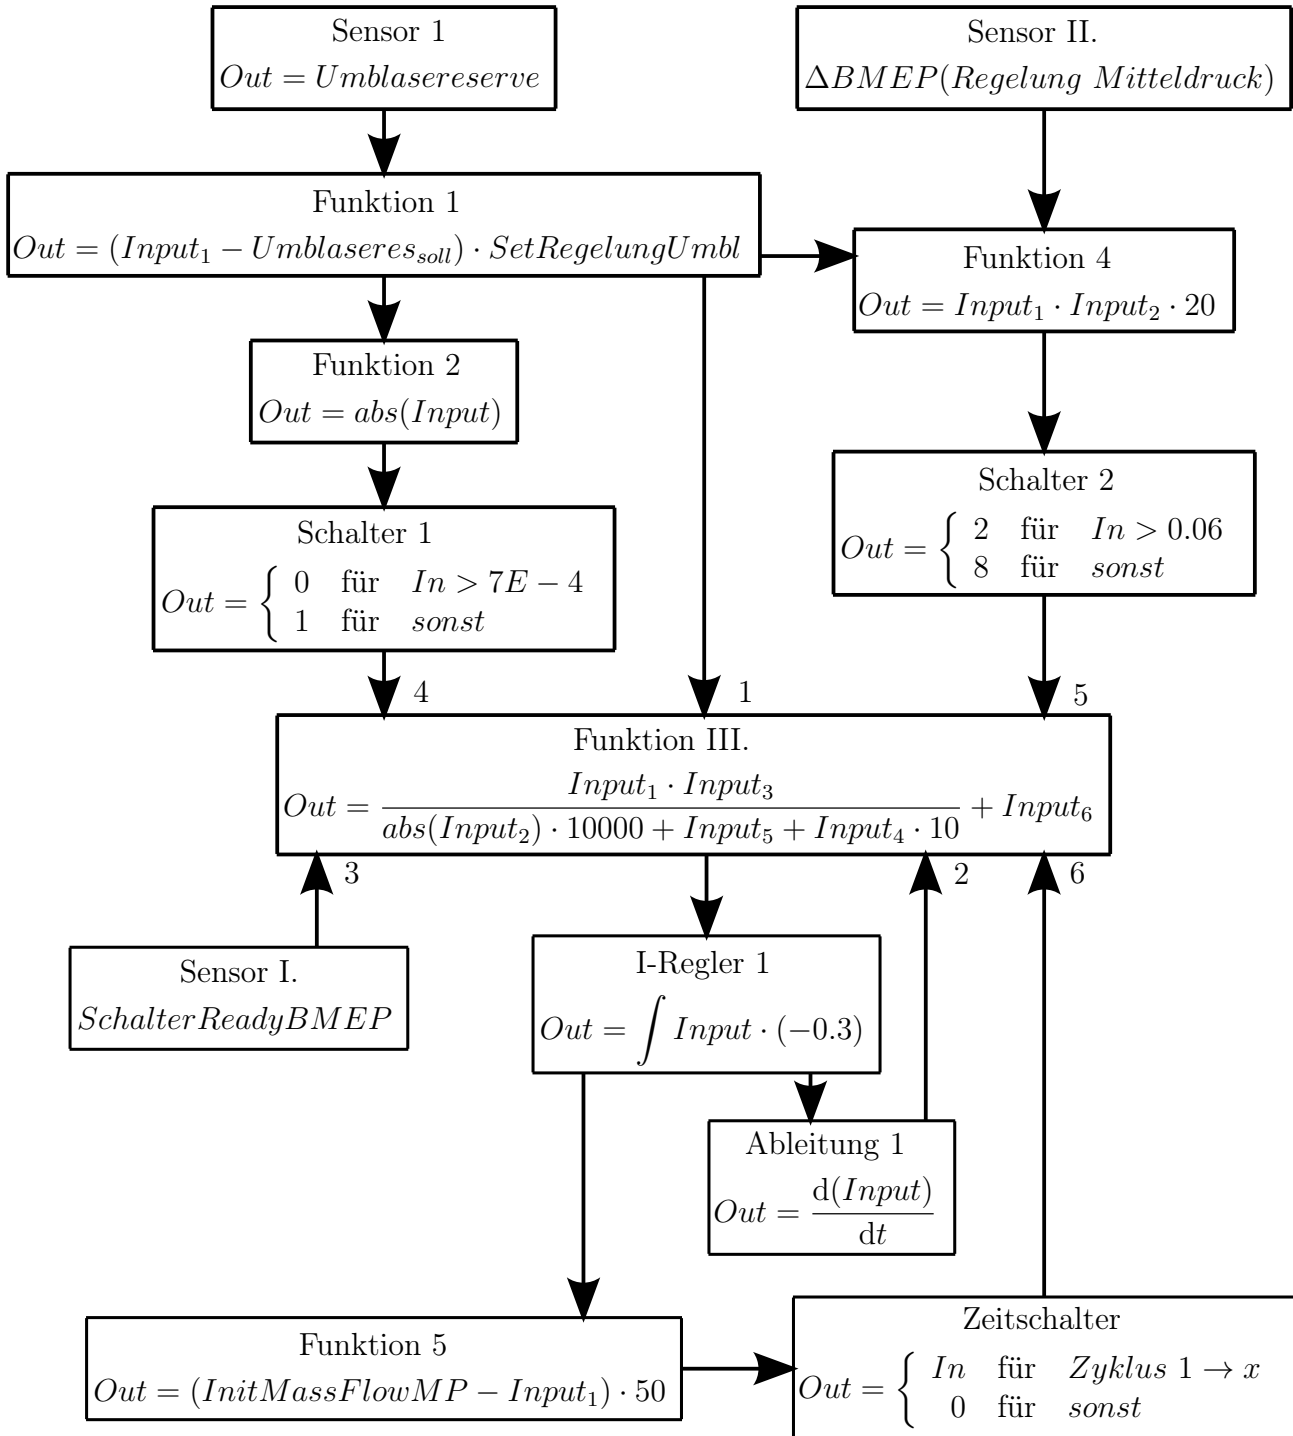 Sensor 1
Out = Umblasereserve
Sensor II.
ΔBMEP(Regelung Mitteldruck)
Funktion 1
Out = (Input₁ − Umblaseres_soll) · SetRegelungUmbl
Funktion 4
Out = Input₁ · Input₂ · 20
Funktion 2
Out = abs(Input)
Schalter 1
Out = { 0 für In > 7E − 4
1 für sonst
Schalter 2
Out = { 2 für In > 0.06
8 für sonst
4
1
5
Funktion III.
Out = (Input₁ · Input₃) / (abs(Input₂) · 10000 + Input₅ + Input₄ · 10) + Input₆
3
2
6
Sensor I.
SchalterReadyBMEP
I-Regler 1
Out = ∫ Input · (−0.3)
Ableitung 1
Out = d(Input) / dt
Funktion 5
Out = (InitMassFlowMP − Input₁) · 50
Zeitschalter
Out = { In für Zyklus 1 → x
0 für sonst